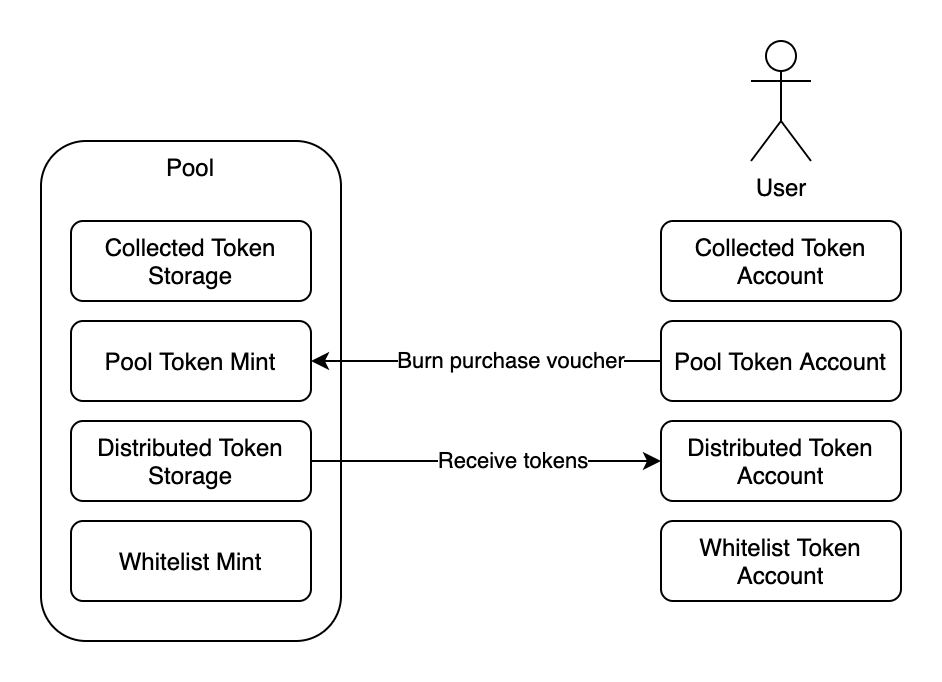 Pool
Collected Token
Storage
Pool Token Mint
Distributed Token
Storage
Whitelist Mint
Burn purchase voucher
Receive tokens
User
Collected Token
Account
Pool Token Account
Distributed Token
Account
Whitelist Token
Account